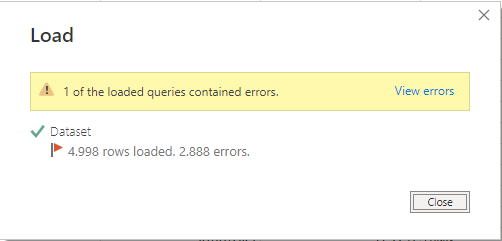 Load
1 of the loaded queries contained errors.
View errors
Dataset
4.998 rows loaded. 2.888 errors.
Close